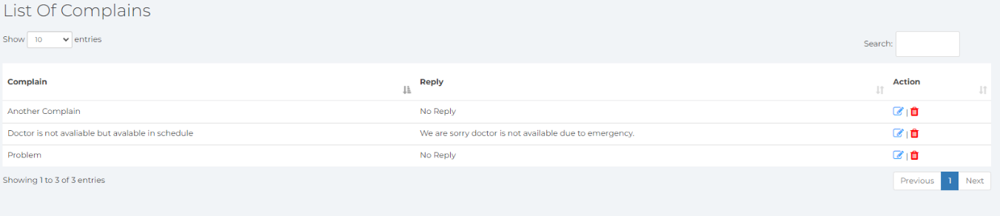 List Of Complains
Show 10 entries
Search:
Complain Reply Action
Another Complain No Reply |
Doctor is not avaliable but avalable in schedule We are sorry doctor is not available due to emergency. |
Problem No Reply |
Showing 1 to 3 of 3 entries
Previous 1 Next